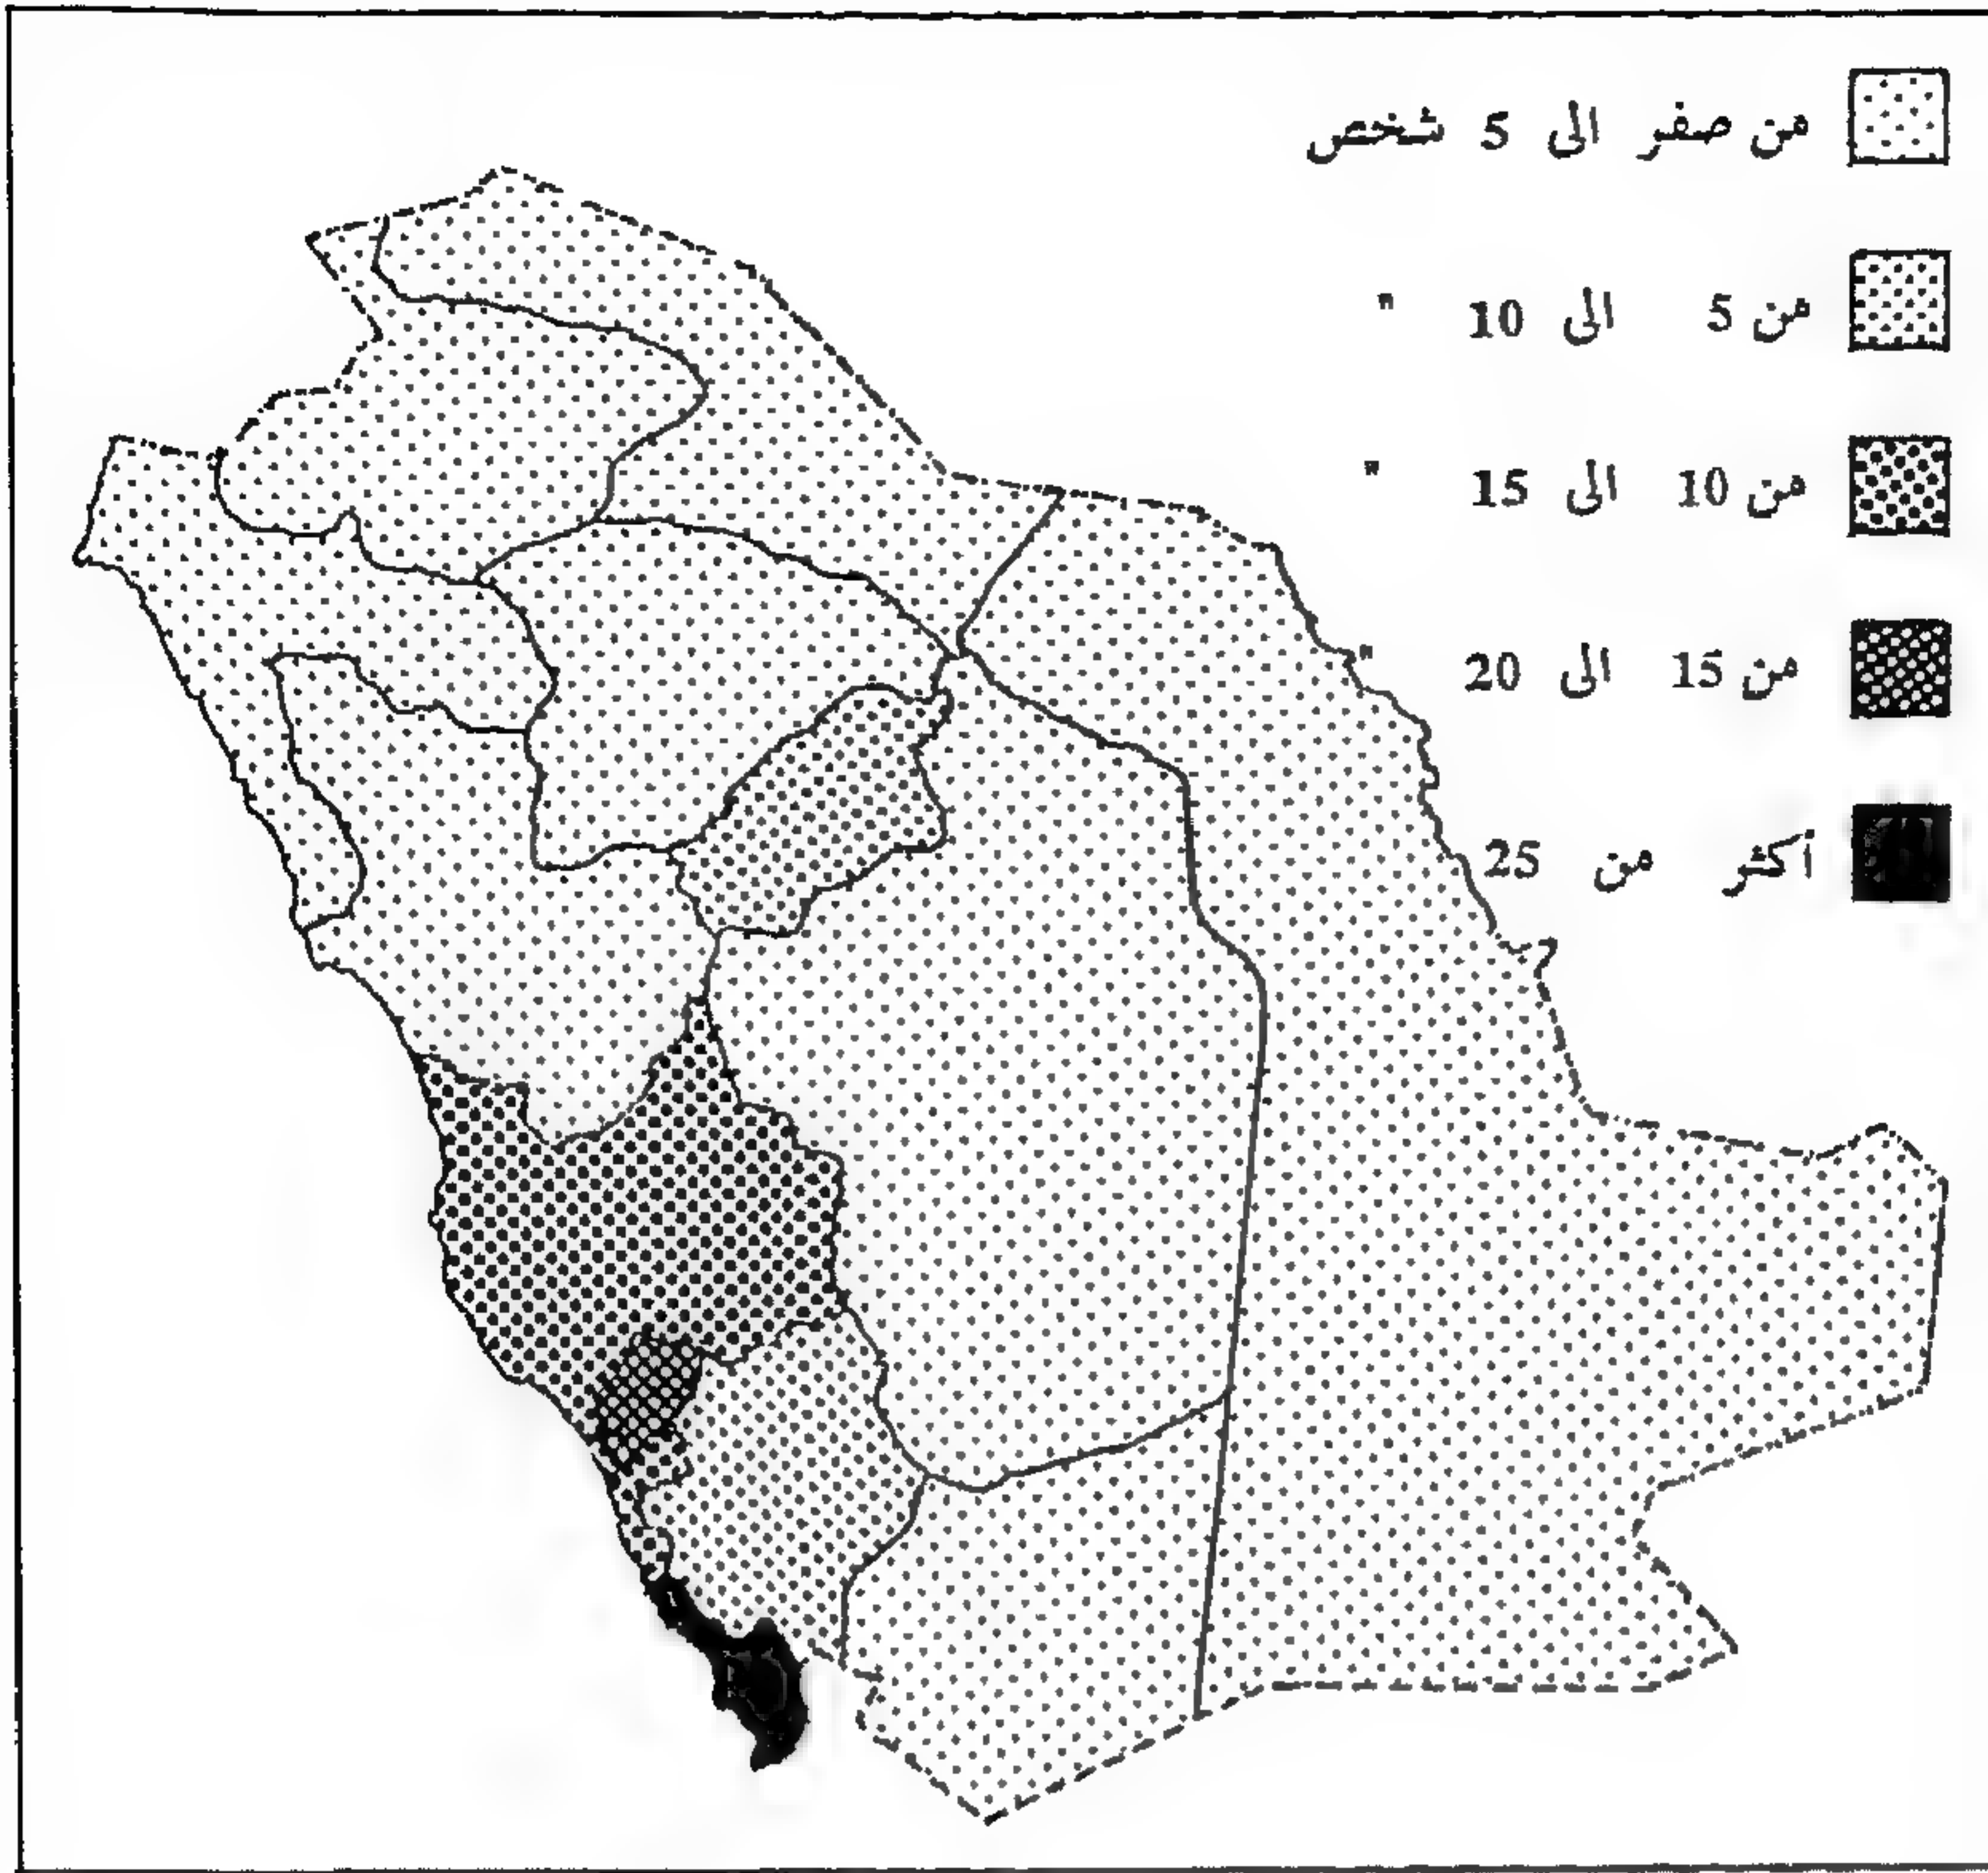 من صفر الى 5 شخص
من 5 الى 10 "
من 10 الى 15 "
من 15 الى 20 "
أكثر من 25